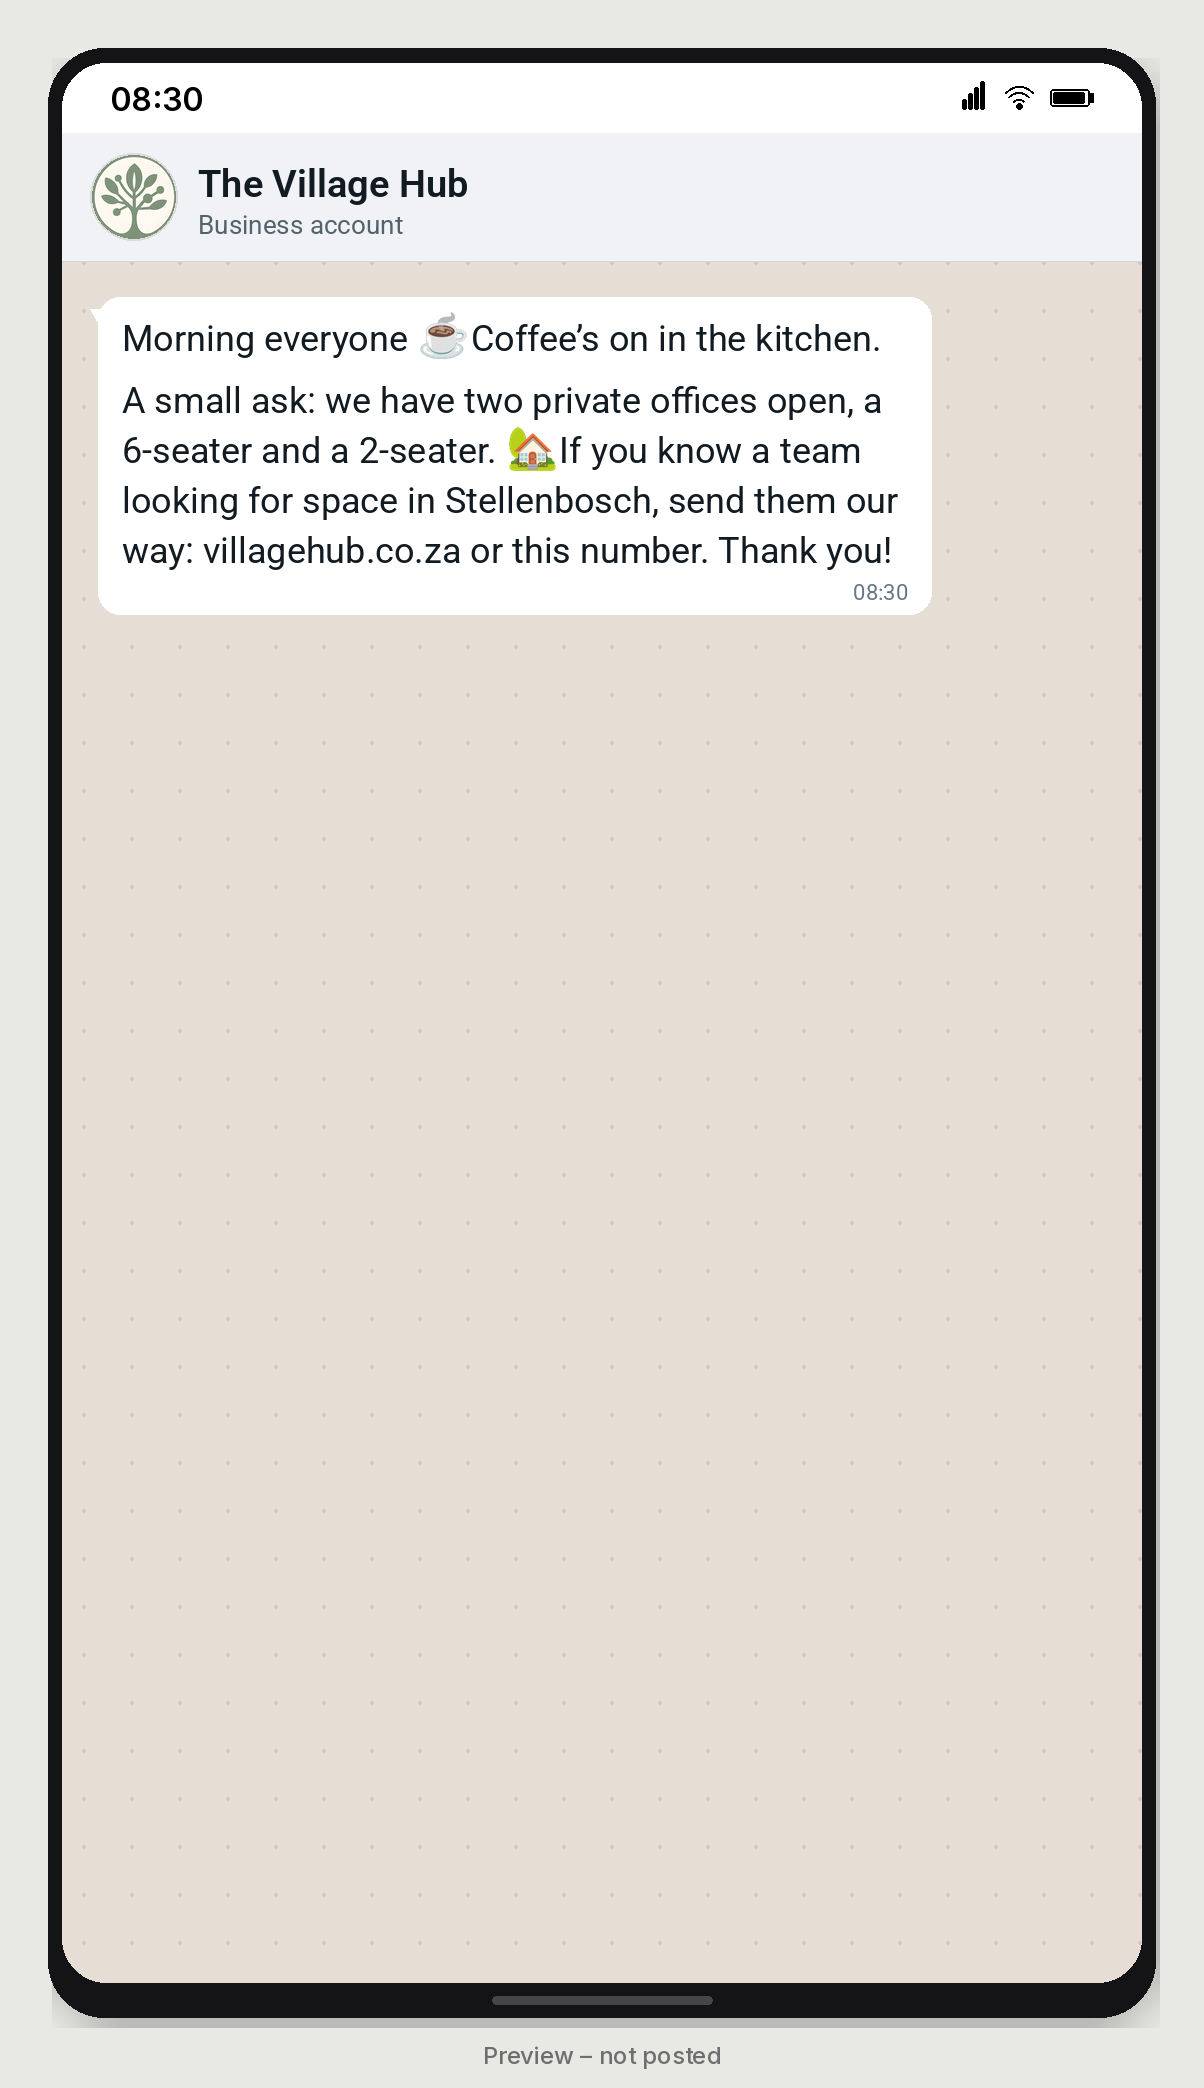 08:30
The Village Hub
Business account
Morning everyone ☕ Coffee’s on in the kitchen.
A small ask: we have two private offices open, a
6-seater and a 2-seater. 🏡 If you know a team
looking for space in Stellenbosch, send them our
way: villagehub.co.za or this number. Thank you!
08:30
Preview – not posted